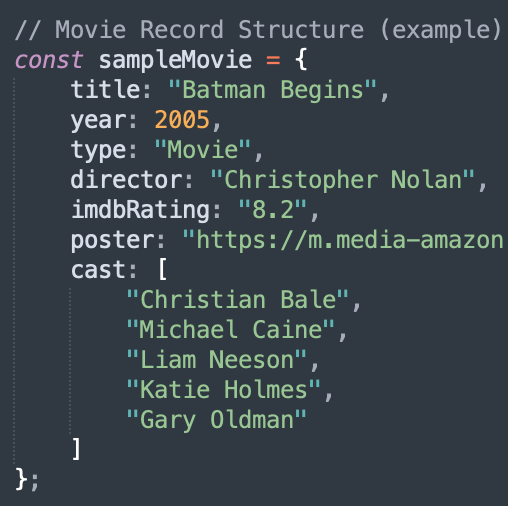 // Movie Record Structure (example)
const sampleMovie = {
    title: "Batman Begins",
    year: 2005,
    type: "Movie",
    director: "Christopher Nolan",
    imdbRating: "8.2",
    poster: "https://m.media-amazon
    cast: [
        "Christian Bale",
        "Michael Caine",
        "Liam Neeson",
        "Katie Holmes",
        "Gary Oldman"
    ]
};